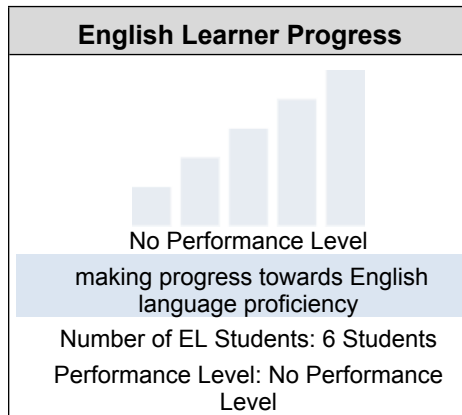 English Learner Progress
No Performance Level
making progress towards English
language proficiency
Number of EL Students: 6 Students
Performance Level: No Performance
Level